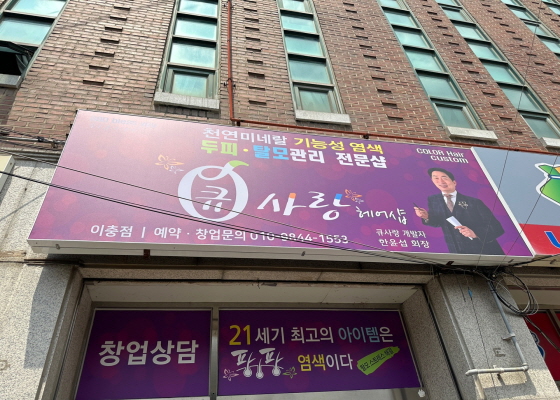 천연미네랄 기능성 염색
두피·탈모관리 전문샵
COLOR Hair
Custom
큐 사랑 헤어샵
큐사랑 개발자
한윤섭 회장
이충점 | 예약·창업문의 010-9844-1553
창업상담
21세기 최고의 아이템은
팡팡 염색이다